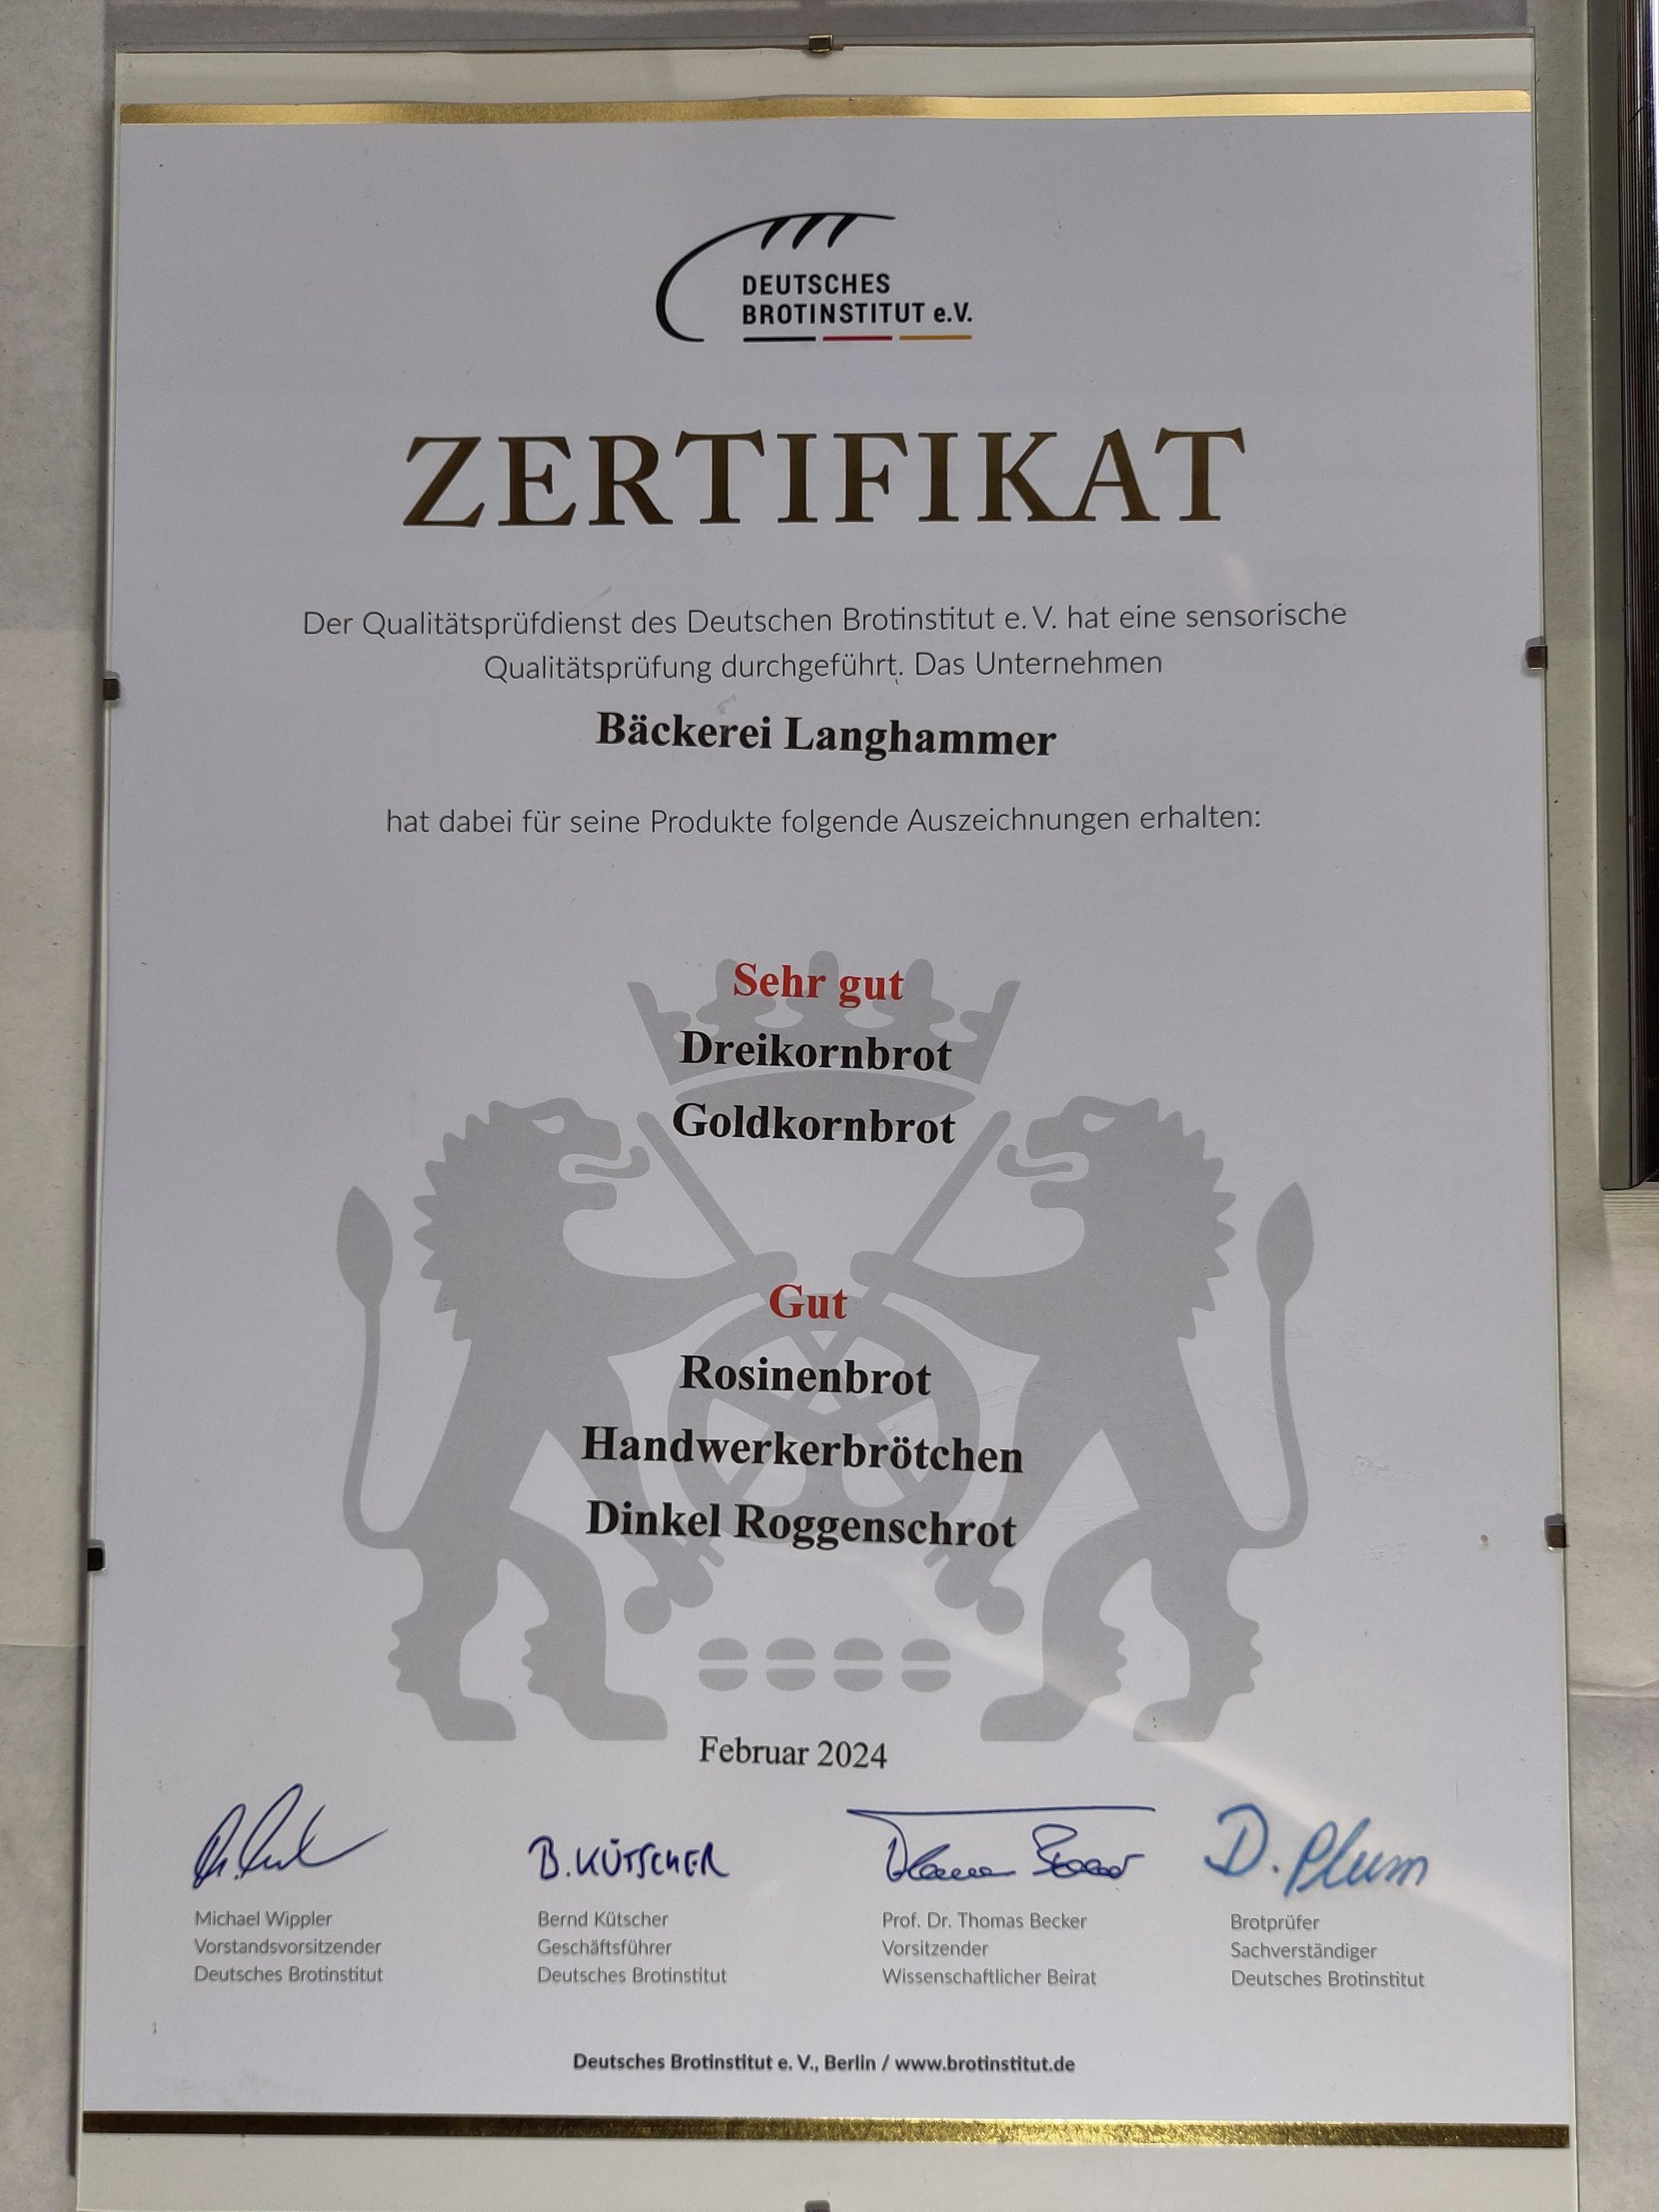 DEUTSCHES
BROTINSTITUT e.V.
ZERTIFIKAT
Der Qualitätsprüfdienst des Deutschen Brotinstitut e. V. hat eine sensorische
Qualitätsprüfung durchgeführt. Das Unternehmen
Bäckerei Langhammer
hat dabei für seine Produkte folgende Auszeichnungen erhalten:
Sehr gut
Dreikornbrot
Goldkornbrot
Gut
Rosinenbrot
Handwerkerbrötchen
Dinkel Roggenschrot
Februar 2024
B. KÜTSCHER
D. Plum
Michael Wippler
Vorstandsvorsitzender
Deutsches Brotinstitut
Bernd Kütscher
Geschäftsführer
Deutsches Brotinstitut
Prof. Dr. Thomas Becker
Vorsitzender
Wissenschaftlicher Beirat
Brotprüfer
Sachverständiger
Deutsches Brotinstitut
Deutsches Brotinstitut e. V., Berlin / www.brotinstitut.de